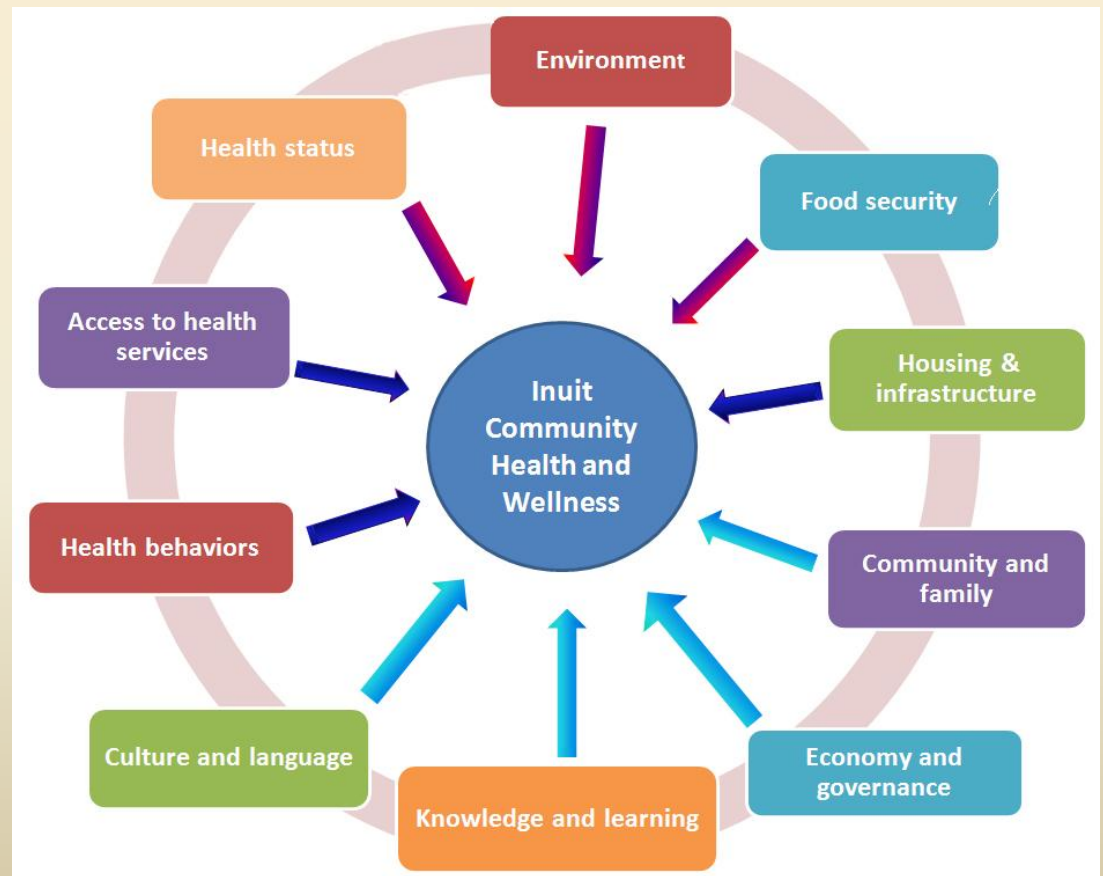 Environment
Food security
Housing &
infrastructure
Community and
family
Economy and
governance
Knowledge and learning
Culture and language
Health behaviors
Access to health
services
Health status
Inuit
Community
Health and
Wellness